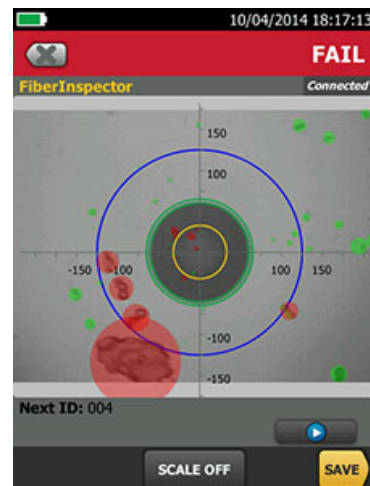 10/04/2014 18:17:13
FAIL
FiberInspector
Connected
150
100
-150 -100 100 150
-100
-150
Next ID: 004
SCALE OFF
SAVE